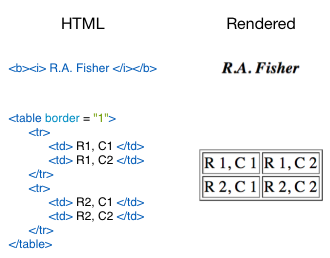 HTML Rendered
<b><i> R.A. Fisher </i></b> R.A. Fisher
<table border = "1">
<tr>
<td> R1, C1 </td>
<td> R1, C2 </td>
</tr>
<tr>
<td> R2, C1 </td>
<td> R2, C2 </td>
</tr>
</table>
R 1, C 1 R 1, C 2
R 2, C 1 R 2, C 2